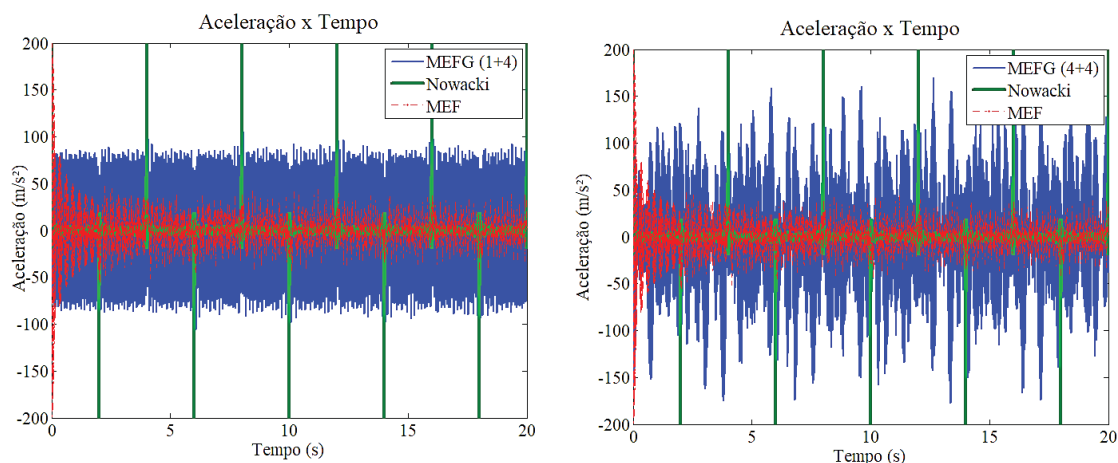 Aceleração x Tempo
200
150
100
50
0
-50
-100
-150
-200
Aceleração (m/s²)
0
5
10
15
20
Tempo (s)
MEFG (1+4)
Nowacki
MEF
Aceleração x Tempo
200
150
100
50
0
-50
-100
-150
-200
Aceleração (m/s²)
0
5
10
15
20
Tempo (s)
MEFG (4+4)
Nowacki
MEF